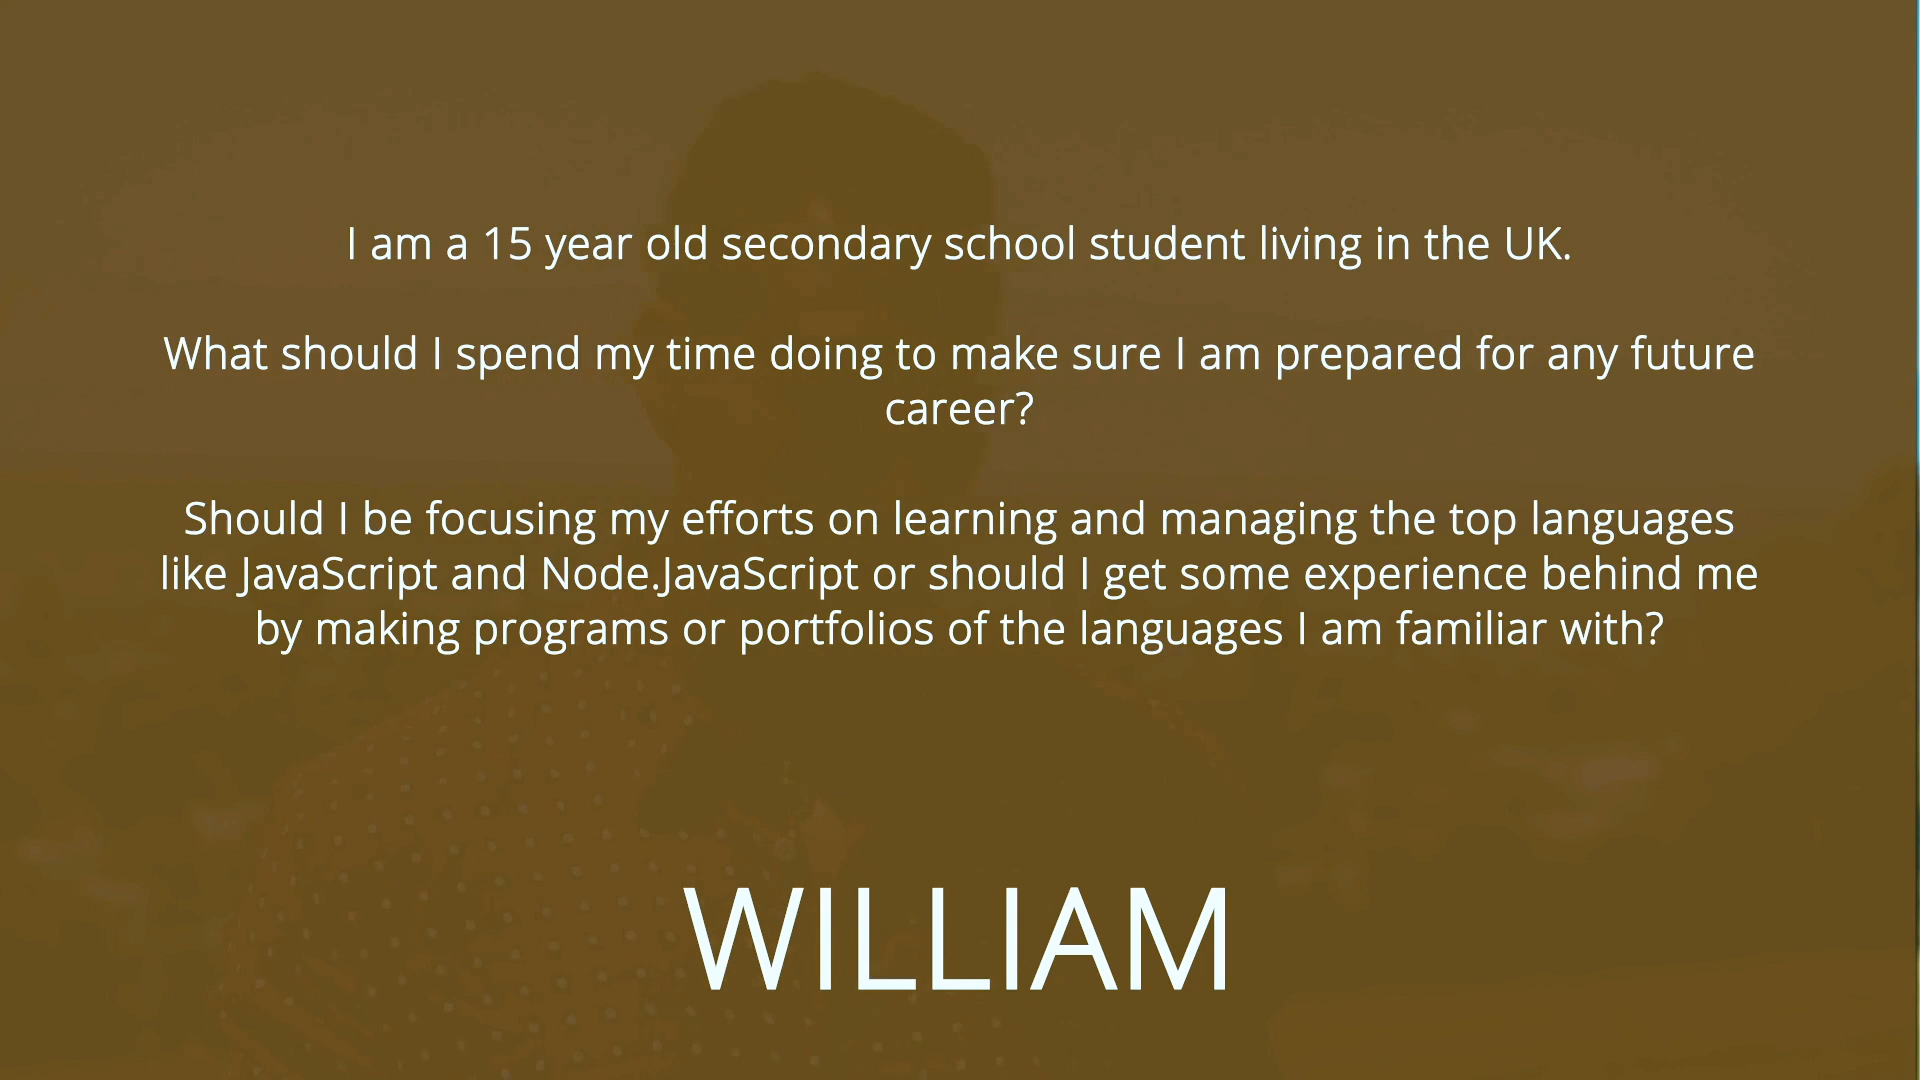 I am a 15 year old secondary school student living in the UK.
What should I spend my time doing to make sure I am prepared for any future
career?
Should I be focusing my efforts on learning and managing the top languages
like JavaScript and Node.JavaScript or should I get some experience behind me
by making programs or portfolios of the languages I am familiar with?
WILLIAM